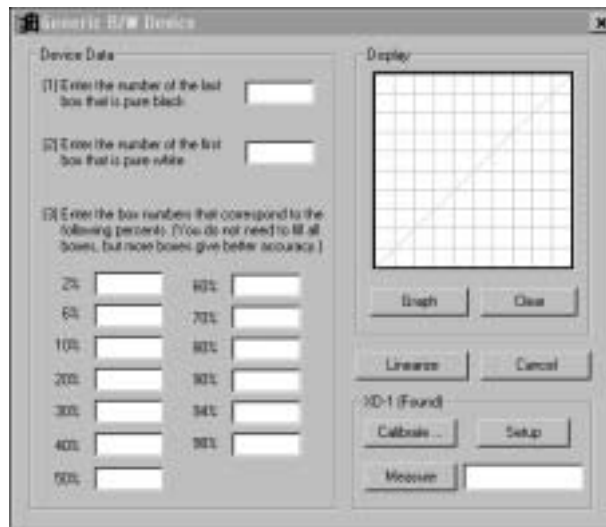 Generic B/W Device
Device Data
[1] Enter the number of the last
box that is pure black
[2] Enter the number of the first
box that is pure white
[3] Enter the box numbers that correspond to the
following percents. (You do not need to fill all
boxes, but more boxes give better accuracy.)
2%
6%
10%
20%
30%
40%
50%
60%
70%
80%
90%
94%
98%
Display
Graph
Clear
Linearize
Cancel
XD-1 (Found)
Calibrate...
Setup
Measure